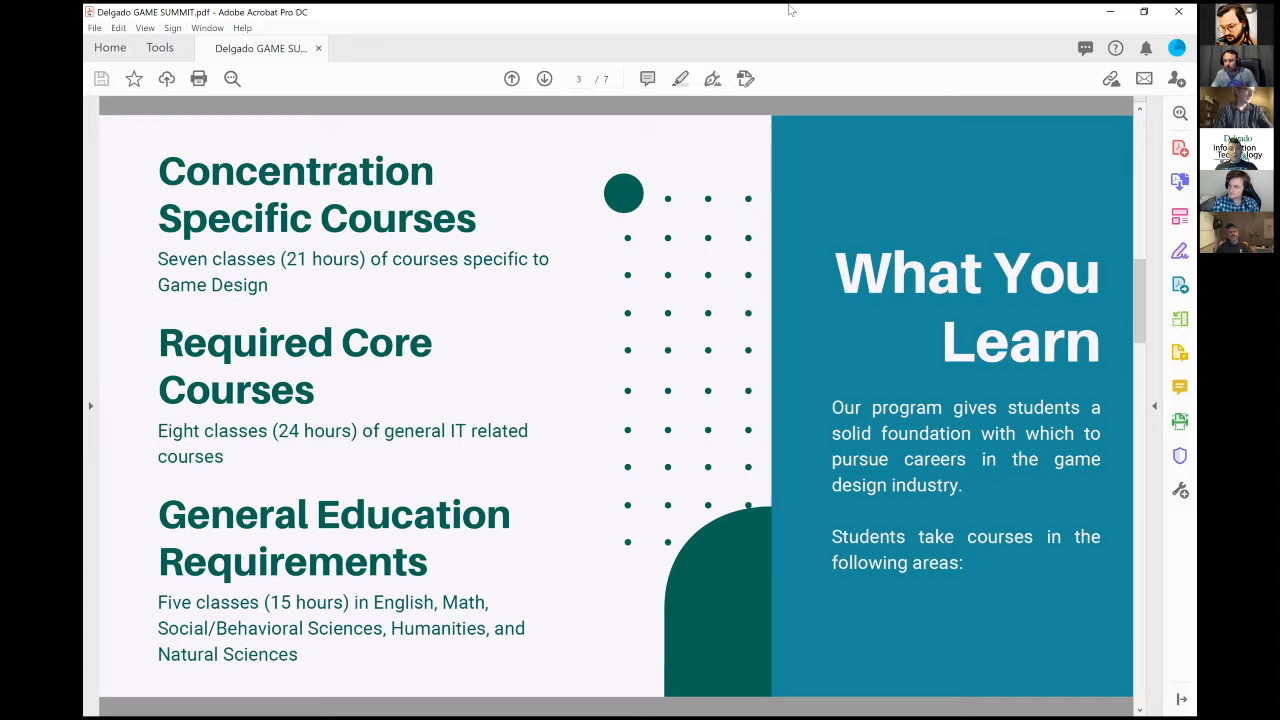 Delgado GAME SUMMIT.pdf - Adobe Acrobat Pro DC
File Edit View Sign Window Help
Home Tools Delgado GAME SU... ×
3 / 7
Concentration
Specific Courses
Seven classes (21 hours) of courses specific to
Game Design
Required Core
Courses
Eight classes (24 hours) of general IT related
courses
General Education
Requirements
Five classes (15 hours) in English, Math,
Social/Behavioral Sciences, Humanities, and
Natural Sciences
What You
Learn
Our program gives students a
solid foundation with which to
pursue careers in the game
design industry.
Students take courses in the
following areas:
Delgado
Information
Technology